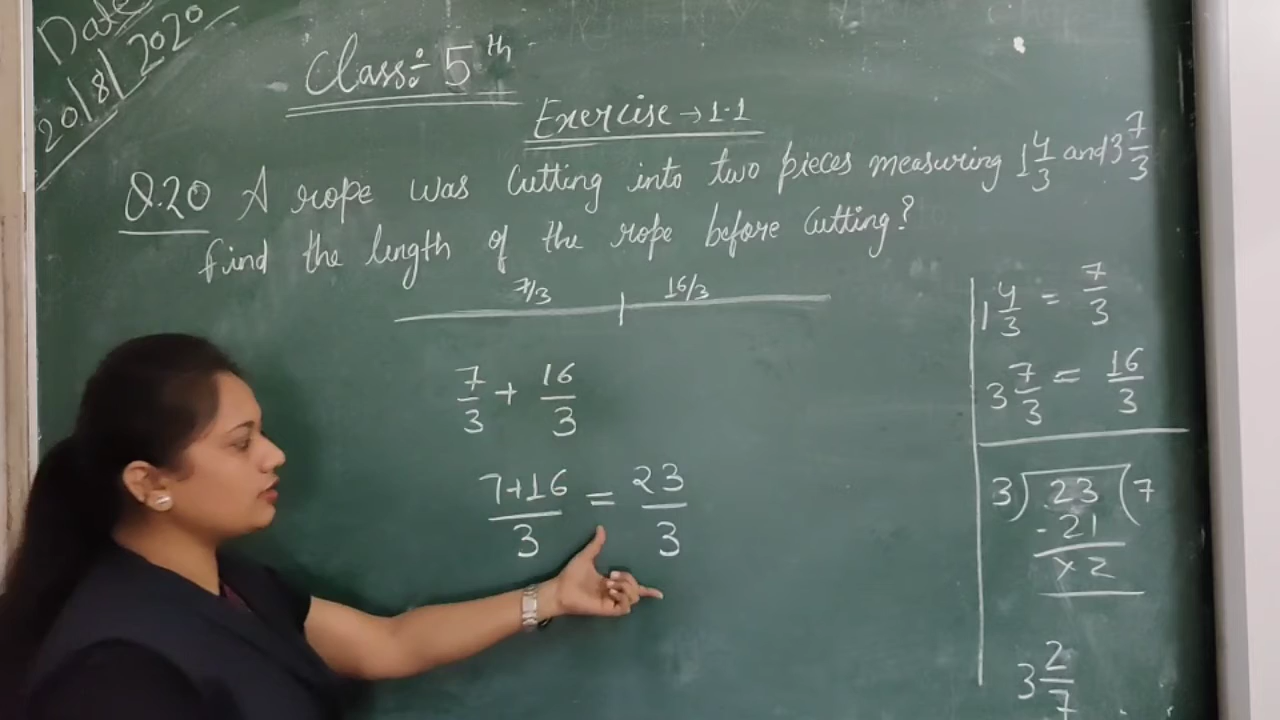 Date
20/8/2020
Class:- 5th
Exercise → 1.1
Q.20 A rope was Cutting into two pieces measuring 1 4/3 and 3 7/3
find the length of the rope before cutting?
7/3 16/3
7/3 + 16/3
7+16/3 = 23/3
1 4/3 = 7/3
3 7/3 = 16/3
3) 23 (7
-21
x2
3 2/7